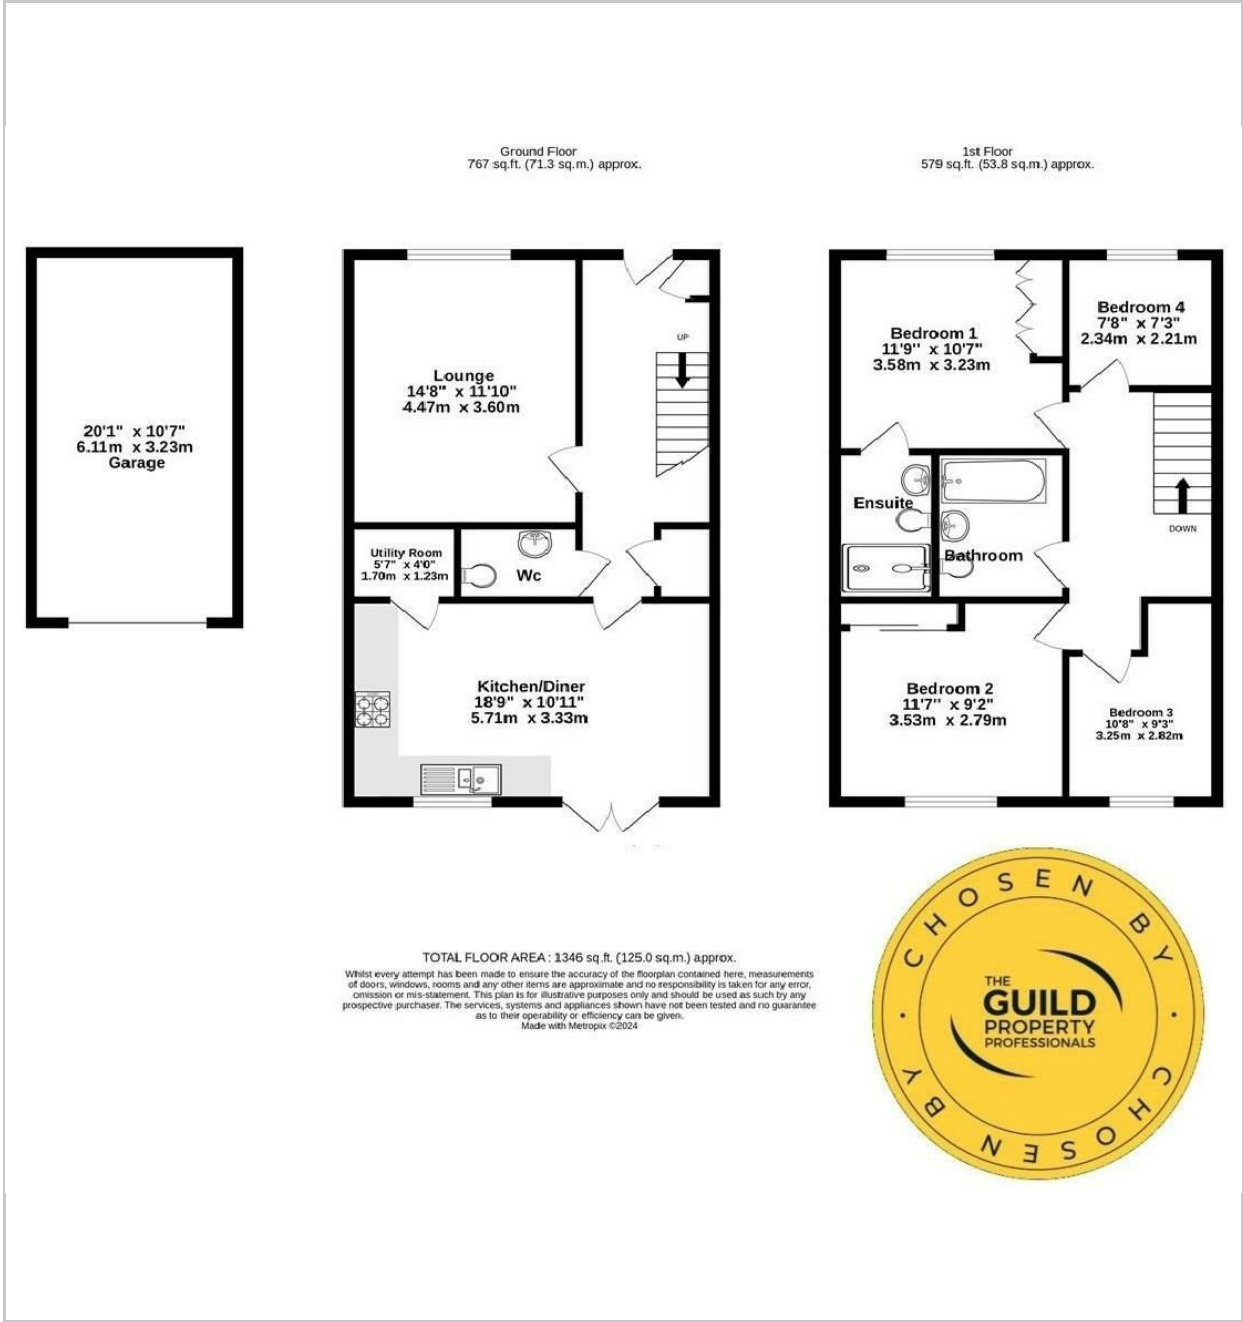 Ground Floor
767 sq.ft. (71.3 sq.m.) approx.
1st Floor
579 sq.ft. (53.8 sq.m.) approx.
20'1" x 10'7"
6.11m x 3.23m
Garage
Lounge
14'8" x 11'10"
4.47m x 3.60m
UP
Utility Room
5'7" x 4'0"
1.70m x 1.23m
Wc
Kitchen/Diner
18'9" x 10'11"
5.71m x 3.33m
Bedroom 1
11'9" x 10'7"
3.58m x 3.23m
Bedroom 4
7'8" x 7'3"
2.34m x 2.21m
Ensuite
Bathroom
DOWN
Bedroom 2
11'7" x 9'2"
3.53m x 2.79m
Bedroom 3
10'8" x 9'3"
3.25m x 2.82m
TOTAL FLOOR AREA : 1346 sq.ft. (125.0 sq.m.) approx.
Whilst every attempt has been made to ensure the accuracy of the floorplan contained here, measurements
of doors, windows, rooms and any other items are approximate and no responsibility is taken for any error,
omission or mis-statement. This plan is for illustrative purposes only and should be used as such by any
prospective purchaser. The services, systems and appliances shown have not been tested and no guarantee
as to their operability or efficiency can be given.
Made with Metropix ©2024
CHOSEN BY
THE
GUILD
PROPERTY
PROFESSIONALS
CHOSEN BY